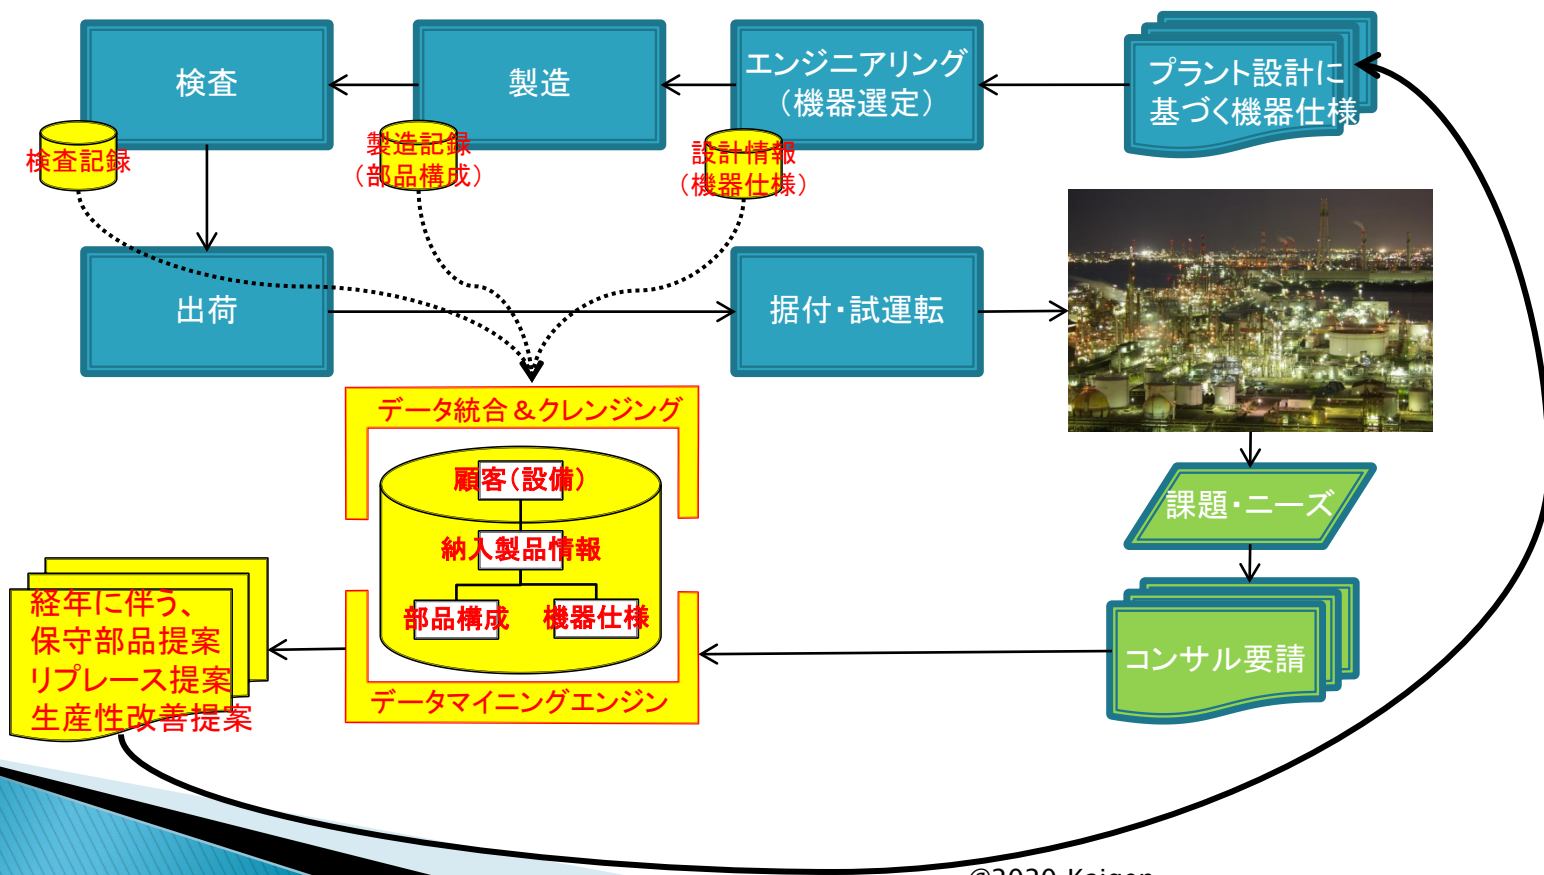 検査
製造
エンジニアリング
（機器選定）
プラント設計に
基づく機器仕様
検査記録
製造記録
（部品構成）
設計情報
（機器仕様）
出荷
据付・試運転
データ統合＆クレンジング
顧客（設備）
納入製品情報
部品構成
機器仕様
データマイニングエンジン
課題・ニーズ
コンサル要請
経年に伴う、
保守部品提案
リプレース提案
生産性改善提案
@2020 Kaigen